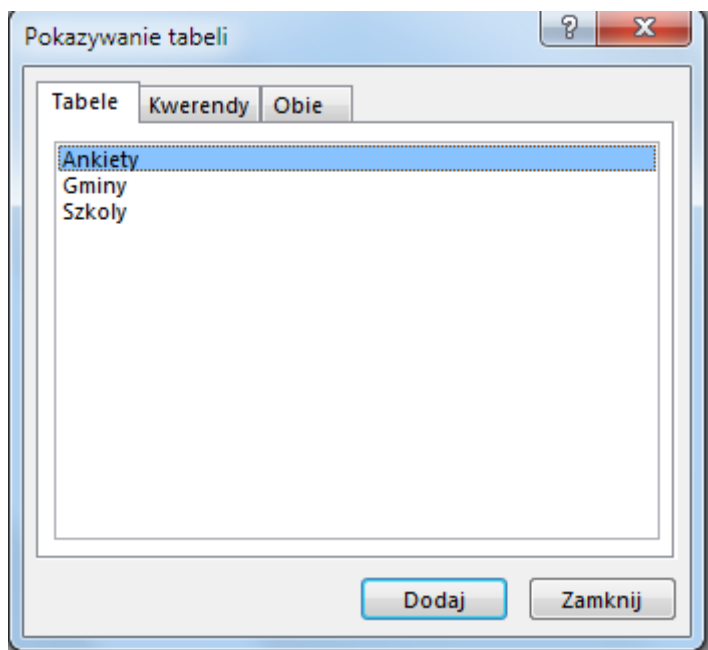 Pokazywanie tabeli
Tabele Kwerendy Obie
Ankiety
Gminy
Szkoly
Dodaj Zamknij